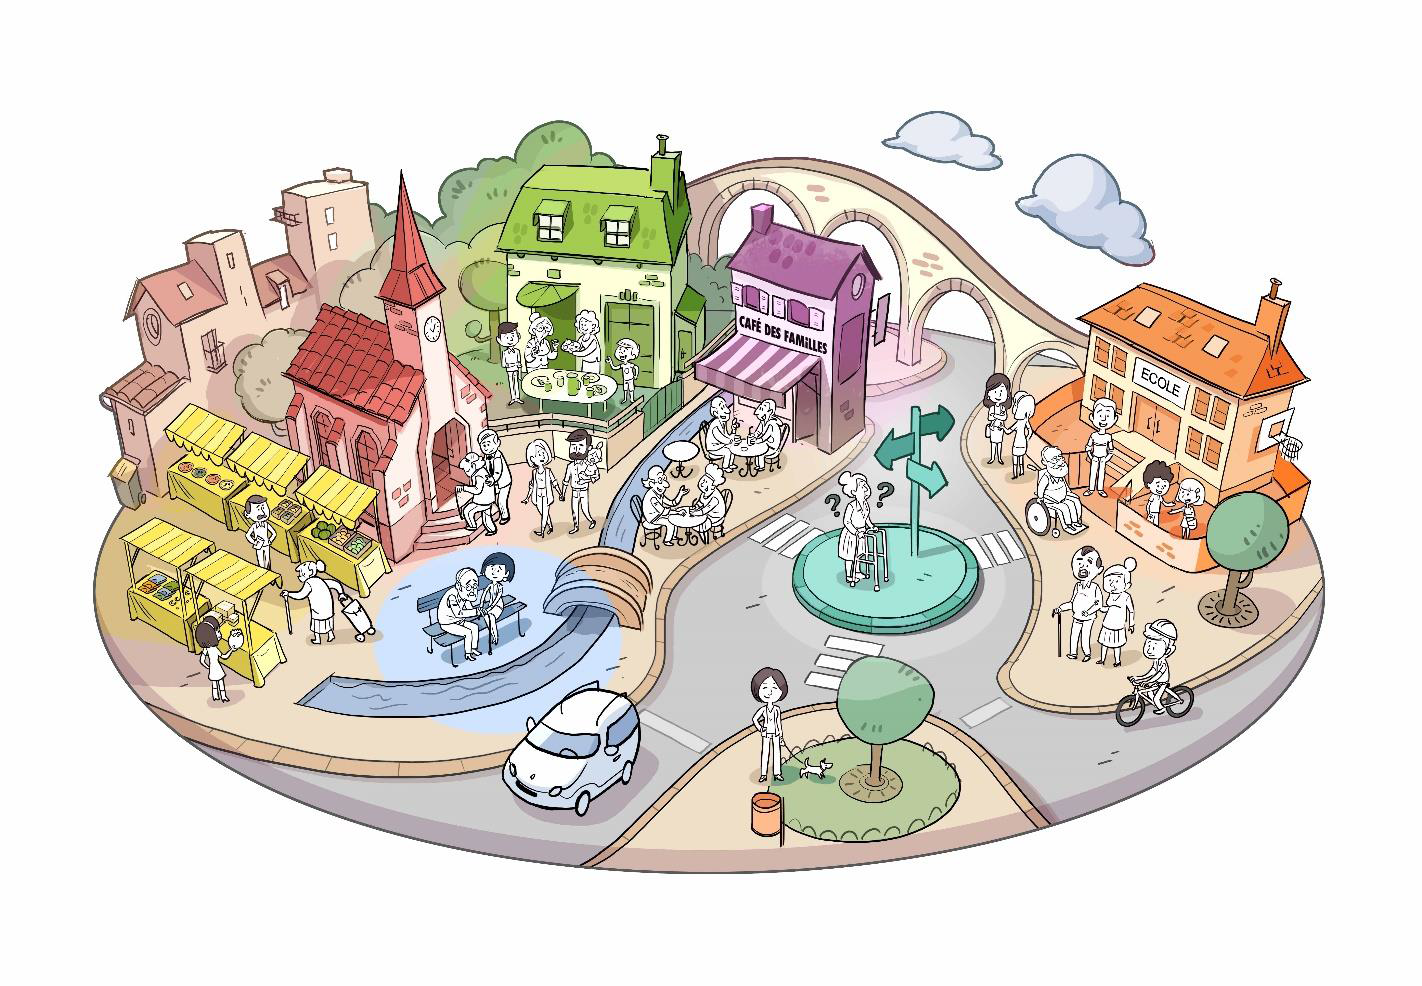 CAFÉ DES FAMILLES
ECOLE
? ?